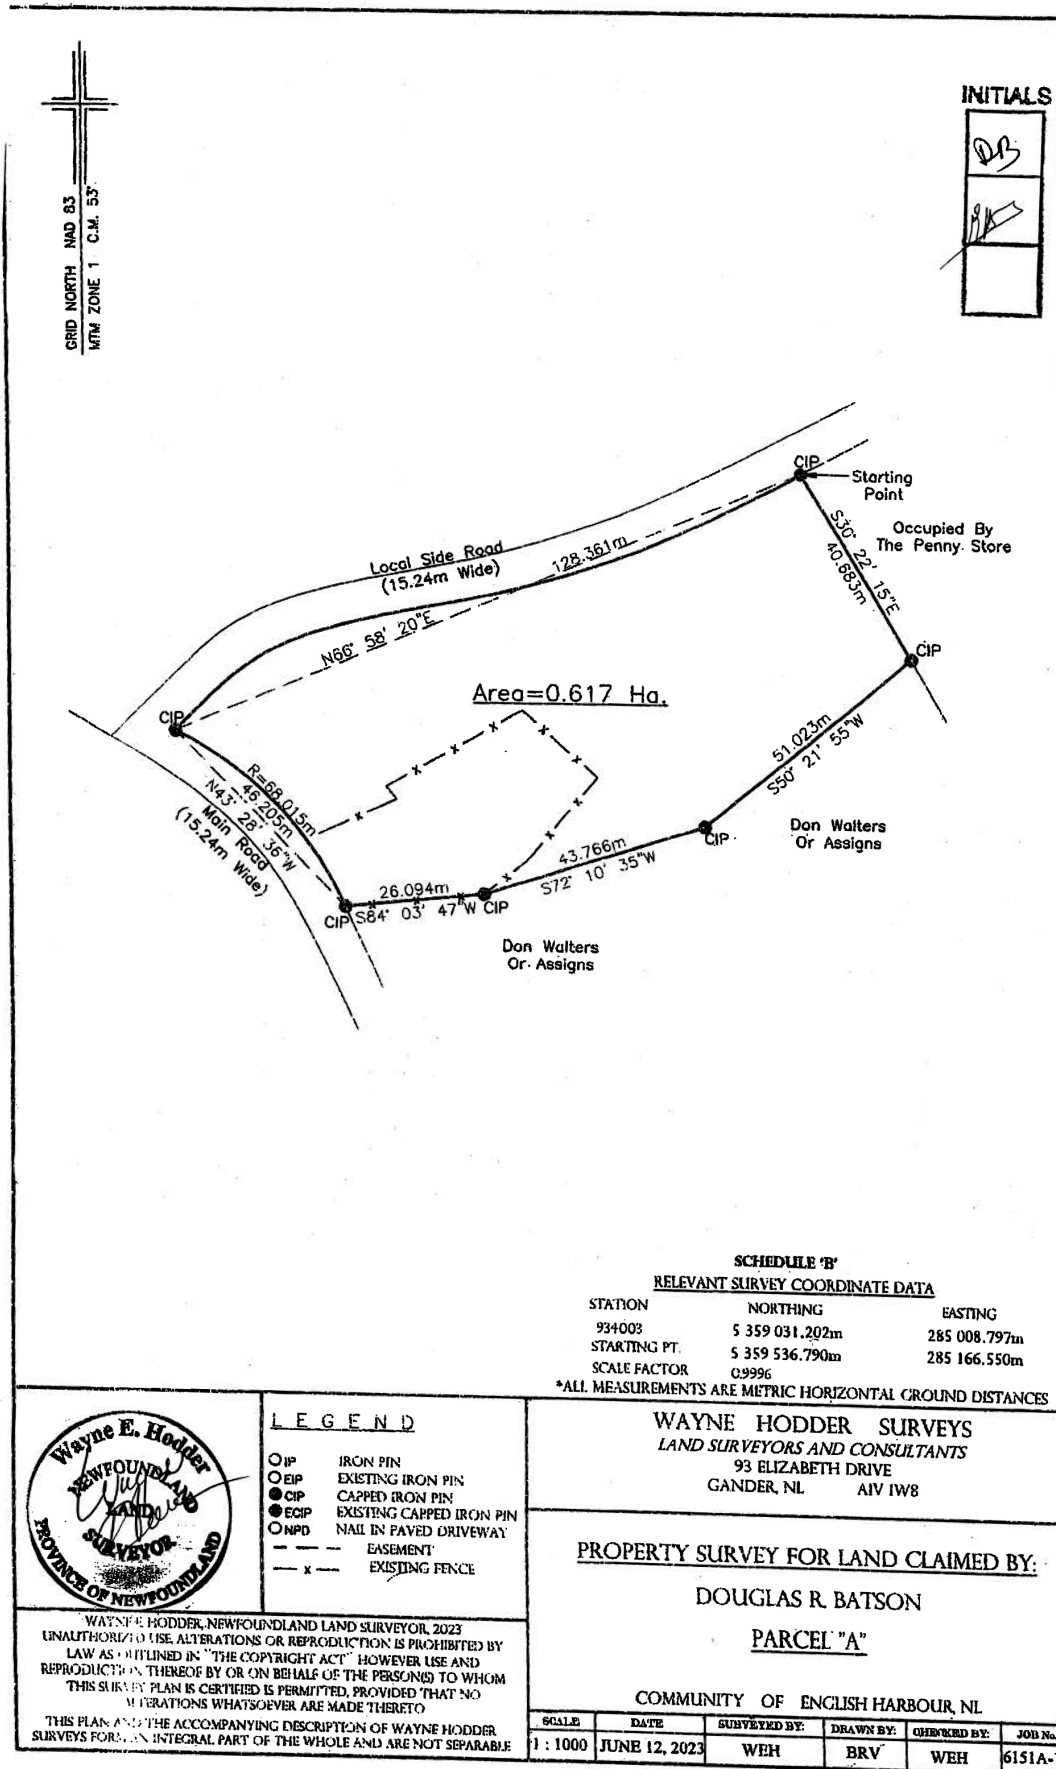 INITIALS
DB
GRID NORTH NAD 83
MTM ZONE 1 C.M. 53°
CIP
Starting
Point
Occupied By
The Penny Store
S30° 22' 15"E
40.683m
Local Side Road
(15.24m Wide)
128.361m
N66° 58' 20"E
CIP
Area=0.617 Ha.
CIP
R=68.015m
46.205m
N43° 28' 36"W
Main Road
(15.24m Wide)
51.023m
S50° 21' 55"W
Don Walters
Or Assigns
CIP
43.766m
S72° 10' 35"W
26.094m
CIP S84° 03' 47"W CIP
Don Walters
Or Assigns
SCHEDULE 'B'
RELEVANT SURVEY COORDINATE DATA
STATION NORTHING EASTING
934003 5 359 031.202m 285 008.797m
STARTING PT. 5 359 536.790m 285 166.550m
SCALE FACTOR 0.9996
*ALL MEASUREMENTS ARE METRIC HORIZONTAL GROUND DISTANCES
Wayne E. Hodder
NEWFOUNDLAND
LAND
SURVEYOR
PROVINCE OF NEWFOUNDLAND
LEGEND
IP IRON PIN
EIP EXISTING IRON PIN
CIP CAPPED IRON PIN
ECIP EXISTING CAPPED IRON PIN
NPD NAIL IN PAVED DRIVEWAY
EASEMENT
x EXISTING FENCE
WAYNE HODDER SURVEYS
LAND SURVEYORS AND CONSULTANTS
93 ELIZABETH DRIVE
GANDER, NL A1V 1W8
PROPERTY SURVEY FOR LAND CLAIMED BY:
DOUGLAS R. BATSON
PARCEL "A"
COMMUNITY OF ENGLISH HARBOUR, NL
WAYNE E. HODDER, NEWFOUNDLAND LAND SURVEYOR, 2023
UNAUTHORIZED USE, ALTERATIONS OR REPRODUCTION IS PROHIBITED BY
LAW AS OUTLINED IN "THE COPYRIGHT ACT" HOWEVER USE AND
REPRODUCTION THEREOF BY OR ON BEHALF OF THE PERSON(S) TO WHOM
THIS SURVEY PLAN IS CERTIFIED IS PERMITTED, PROVIDED THAT NO
ALTERATIONS WHATSOEVER ARE MADE THERETO
THIS PLAN AND THE ACCOMPANYING DESCRIPTION OF WAYNE HODDER
SURVEYS FORMS AN INTEGRAL PART OF THE WHOLE AND ARE NOT SEPARABLE
SCALE DATE SURVEYED BY: DRAWN BY: CHECKED BY: JOB No.
1 : 1000 JUNE 12, 2023 WEH BRV WEH 6151A-